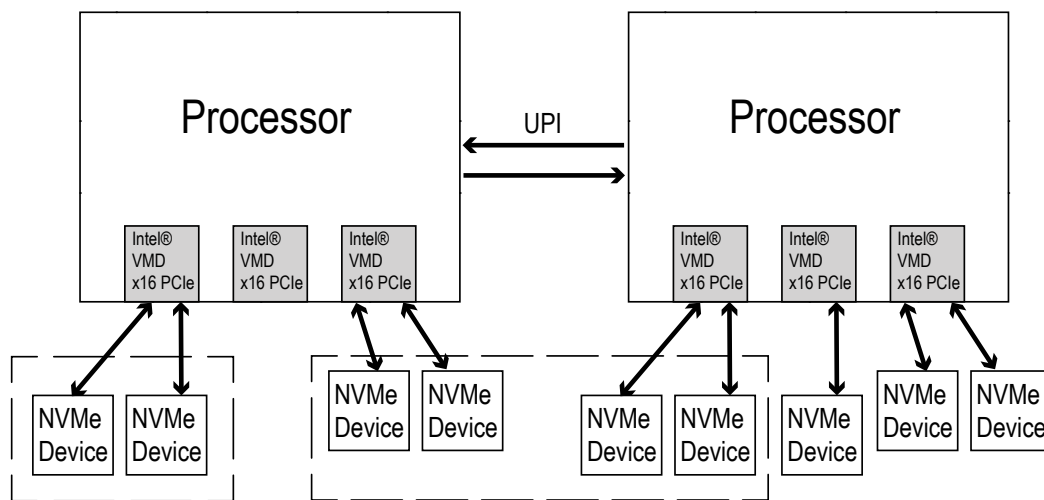 Processor
UPI
Processor
Intel®
VMD
x16 PCIe
Intel®
VMD
x16 PCIe
Intel®
VMD
x16 PCIe
Intel®
VMD
x16 PCIe
Intel®
VMD
x16 PCIe
Intel®
VMD
x16 PCIe
NVMe
Device
NVMe
Device
NVMe
Device
NVMe
Device
NVMe
Device
NVMe
Device
NVMe
Device
NVMe
Device
NVMe
Device